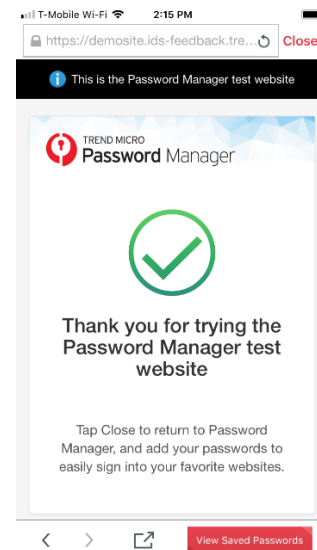 T-Mobile Wi-Fi 2:15 PM
https://demosite.ids-feedback.tre... Close
This is the Password Manager test website
TREND MICRO
Password Manager
Thank you for trying the
Password Manager test
website
Tap Close to return to Password
Manager, and add your passwords to
easily sign into your favorite websites.
View Saved Passwords